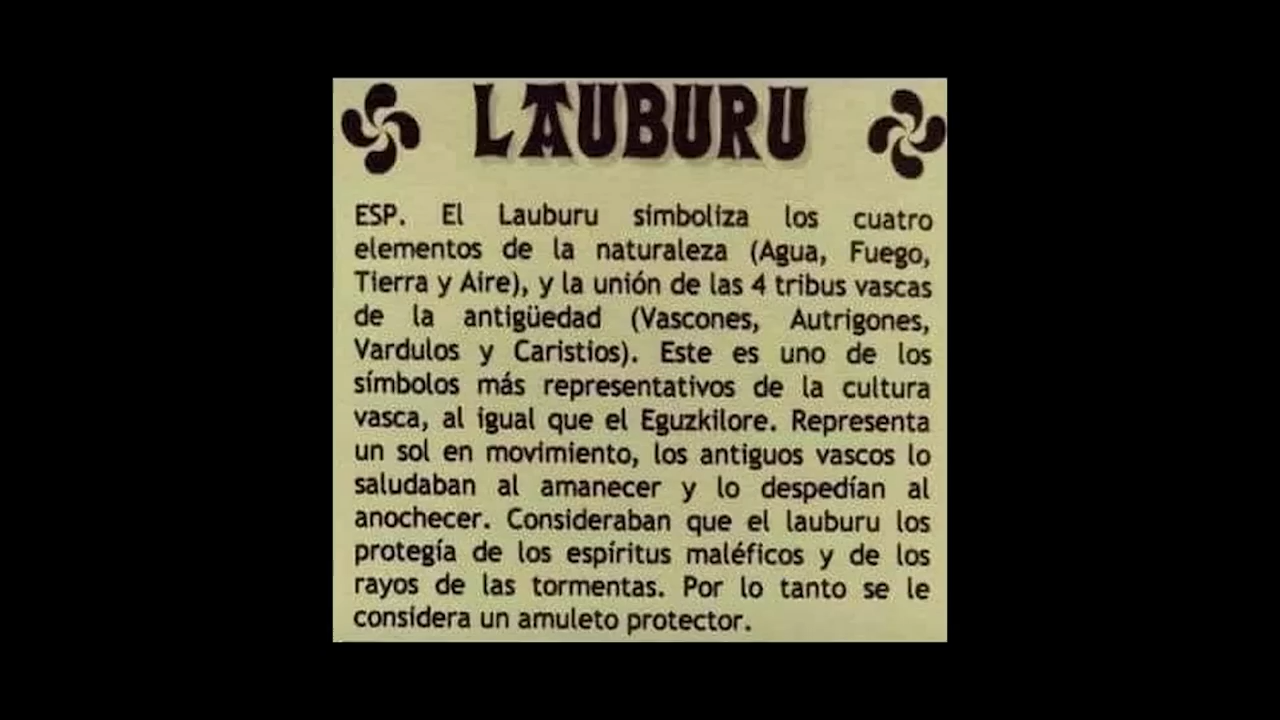 LAUBURU
ESP. El Lauburu simboliza los cuatro
elementos de la naturaleza (Agua, Fuego,
Tierra y Aire), y la unión de las 4 tribus vascas
de la antigüedad (Vascones, Autrigones,
Vardulos y Caristios). Este es uno de los
símbolos más representativos de la cultura
vasca, al igual que el Eguzkilore. Representa
un sol en movimiento, los antiguos vascos lo
saludaban al amanecer y lo despedían al
anochecer. Consideraban que el lauburu los
protegía de los espíritus maléficos y de los
rayos de las tormentas. Por lo tanto se le
considera un amuleto protector.